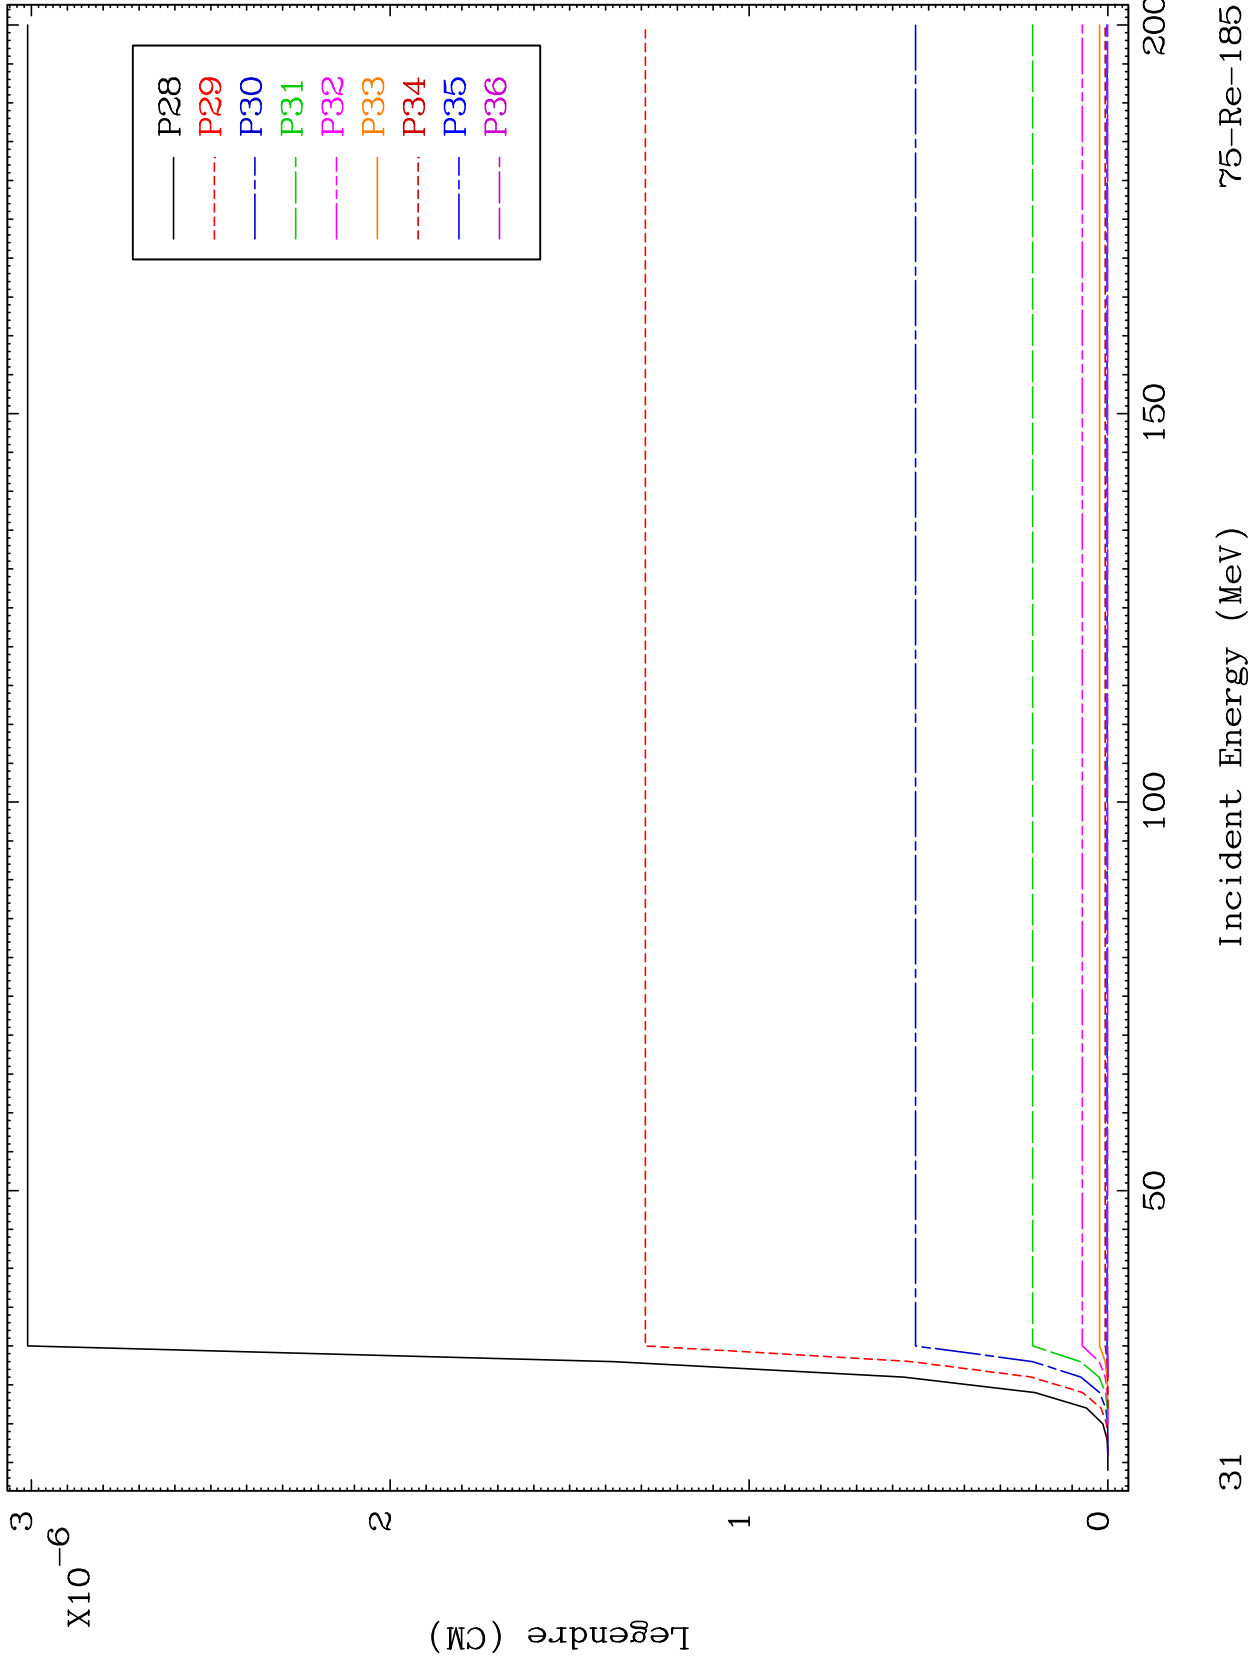 P28
P29
P30
P31
P32
P33
P34
P35
P36
X10⁻⁶
3
2
1
0
Legendre (CM)
50
100
150
200
Incident Energy (MeV)
31
75-Re-185